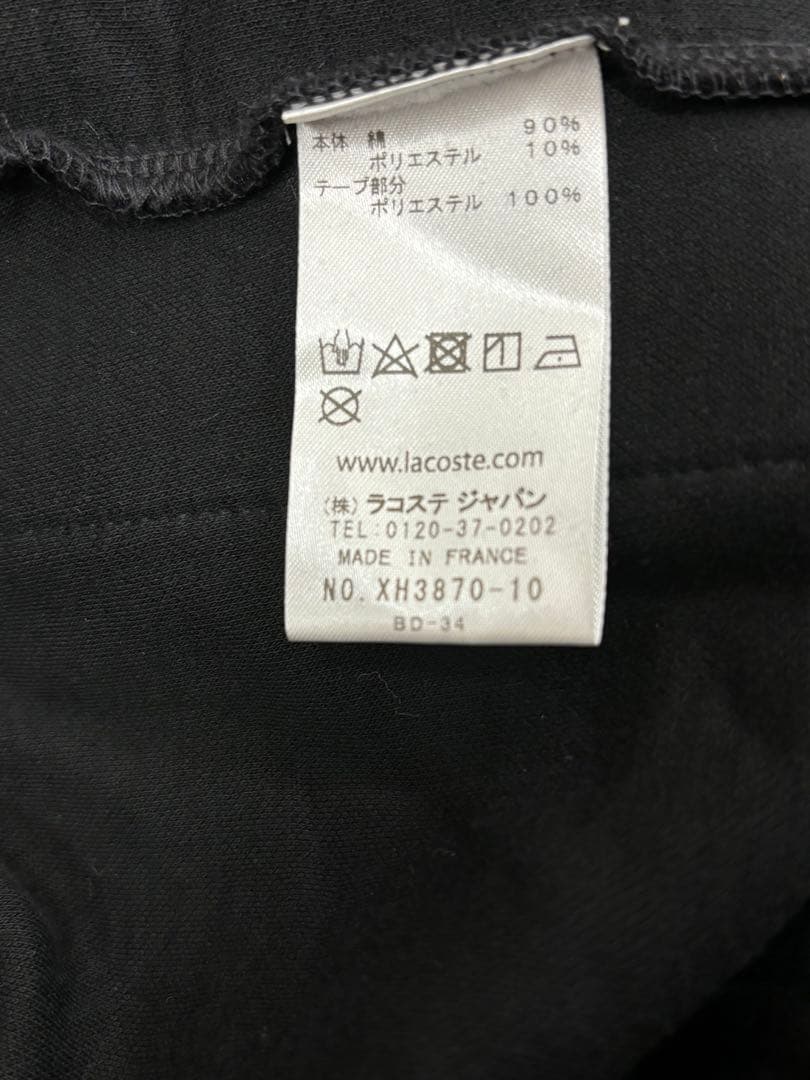 本体 綿 90%
ポリエステル 10%
テープ部分
ポリエステル 100%
www.lacoste.com
(株) ラコステ ジャパン
TEL:0120-37-0202
MADE IN FRANCE
NO. XH3870-10
BD-34